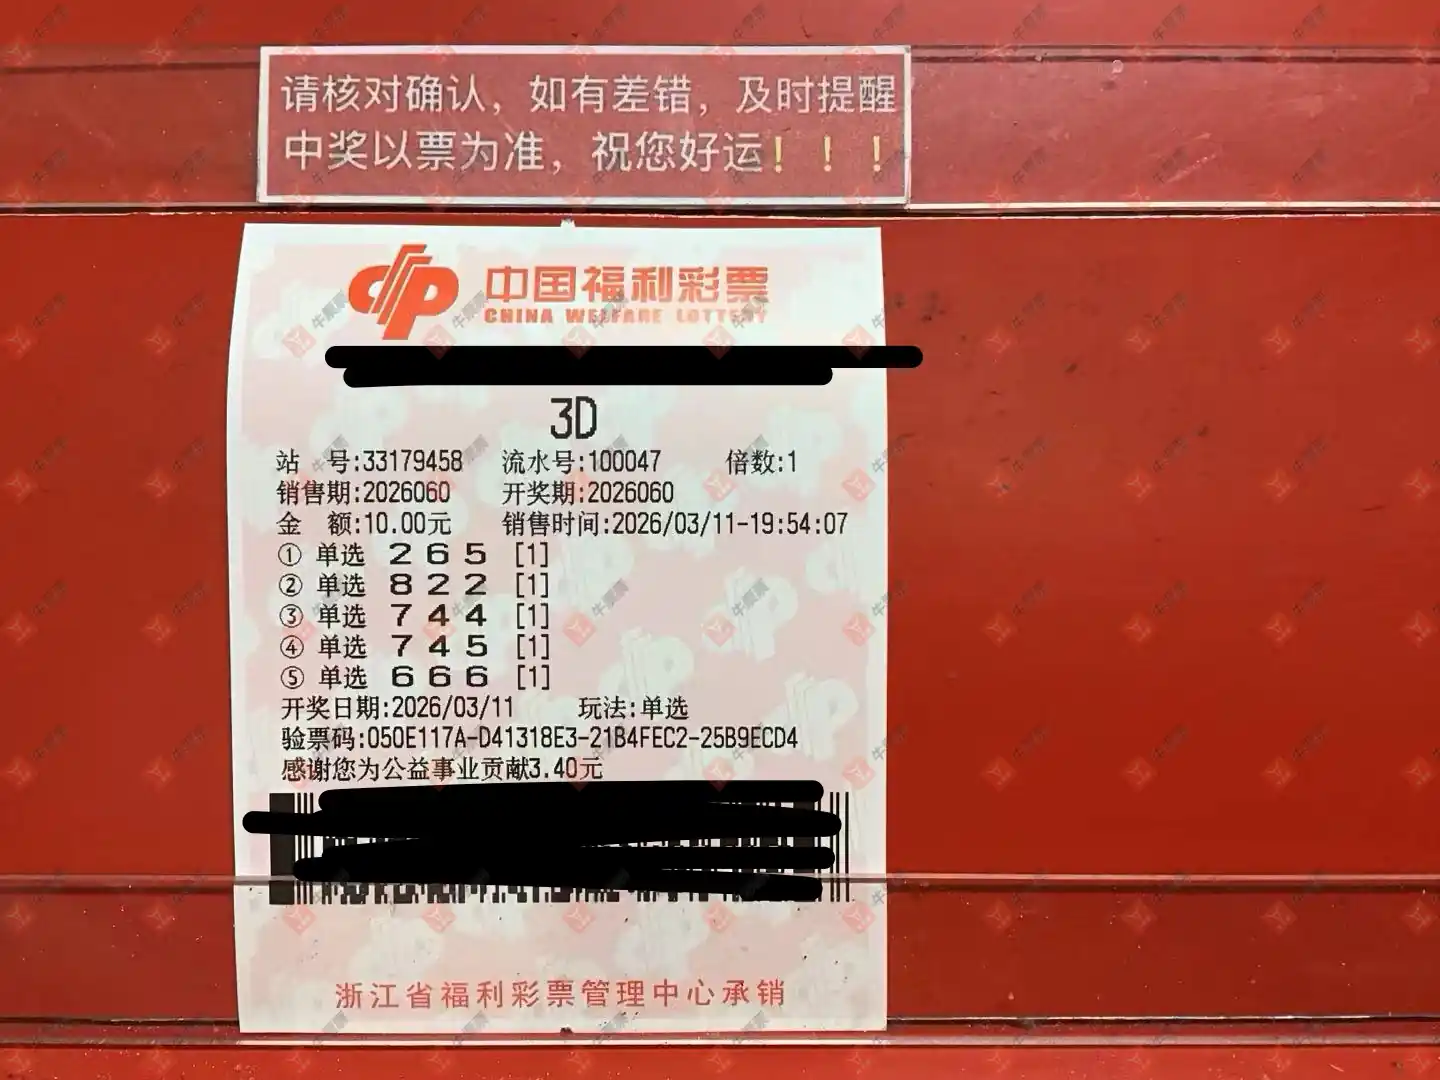 请核对确认，如有差错，及时提醒
中奖以票为准，祝您好运！！！
中国福利彩票
CHINA WELFARE LOTTERY
3D
站 号:33179458 流水号:100047 倍数:1
销售期:2026060 开奖期:2026060
金 额:10.00元 销售时间:2026/03/11-19:54:07
① 单选 2 6 5 [1]
② 单选 8 2 2 [1]
③ 单选 7 4 4 [1]
④ 单选 7 4 5 [1]
⑤ 单选 6 6 6 [1]
开奖日期:2026/03/11 玩法:单选
验票码:050E117A-D41318E3-21B4FEC2-25B9ECD4
感谢您为公益事业贡献3.40元
浙江省福利彩票管理中心承销
牛票票